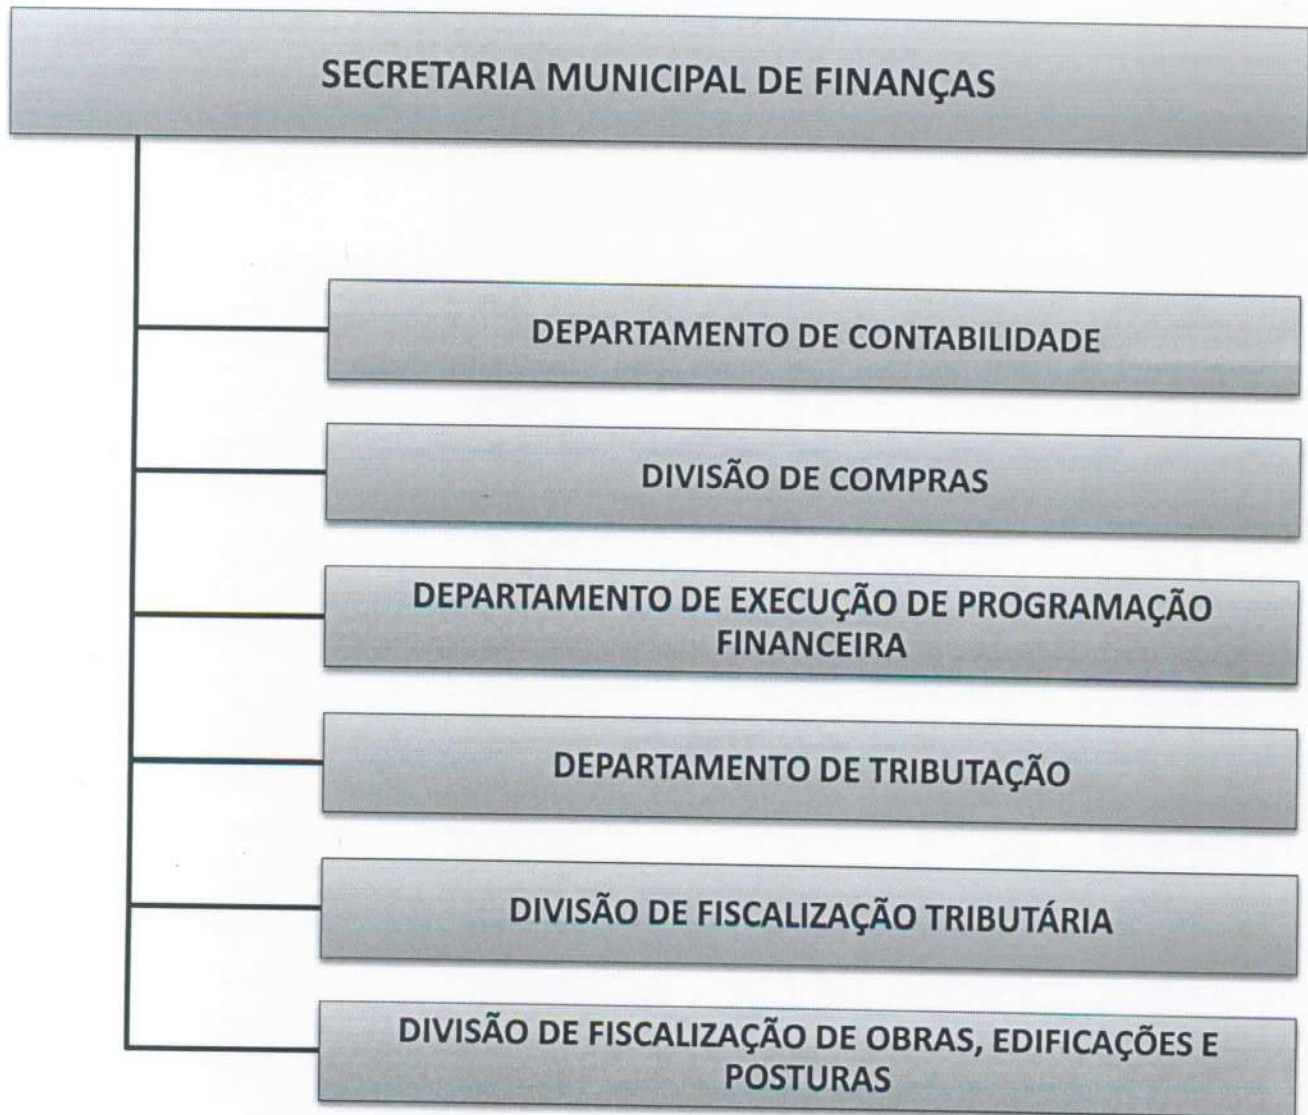 SECRETARIA MUNICIPAL DE FINANÇAS
DEPARTAMENTO DE CONTABILIDADE
DIVISÃO DE COMPRAS
DEPARTAMENTO DE EXECUÇÃO DE PROGRAMAÇÃO
FINANCEIRA
DEPARTAMENTO DE TRIBUTAÇÃO
DIVISÃO DE FISCALIZAÇÃO TRIBUTÁRIA
DIVISÃO DE FISCALIZAÇÃO DE OBRAS, EDIFICAÇÕES E
POSTURAS